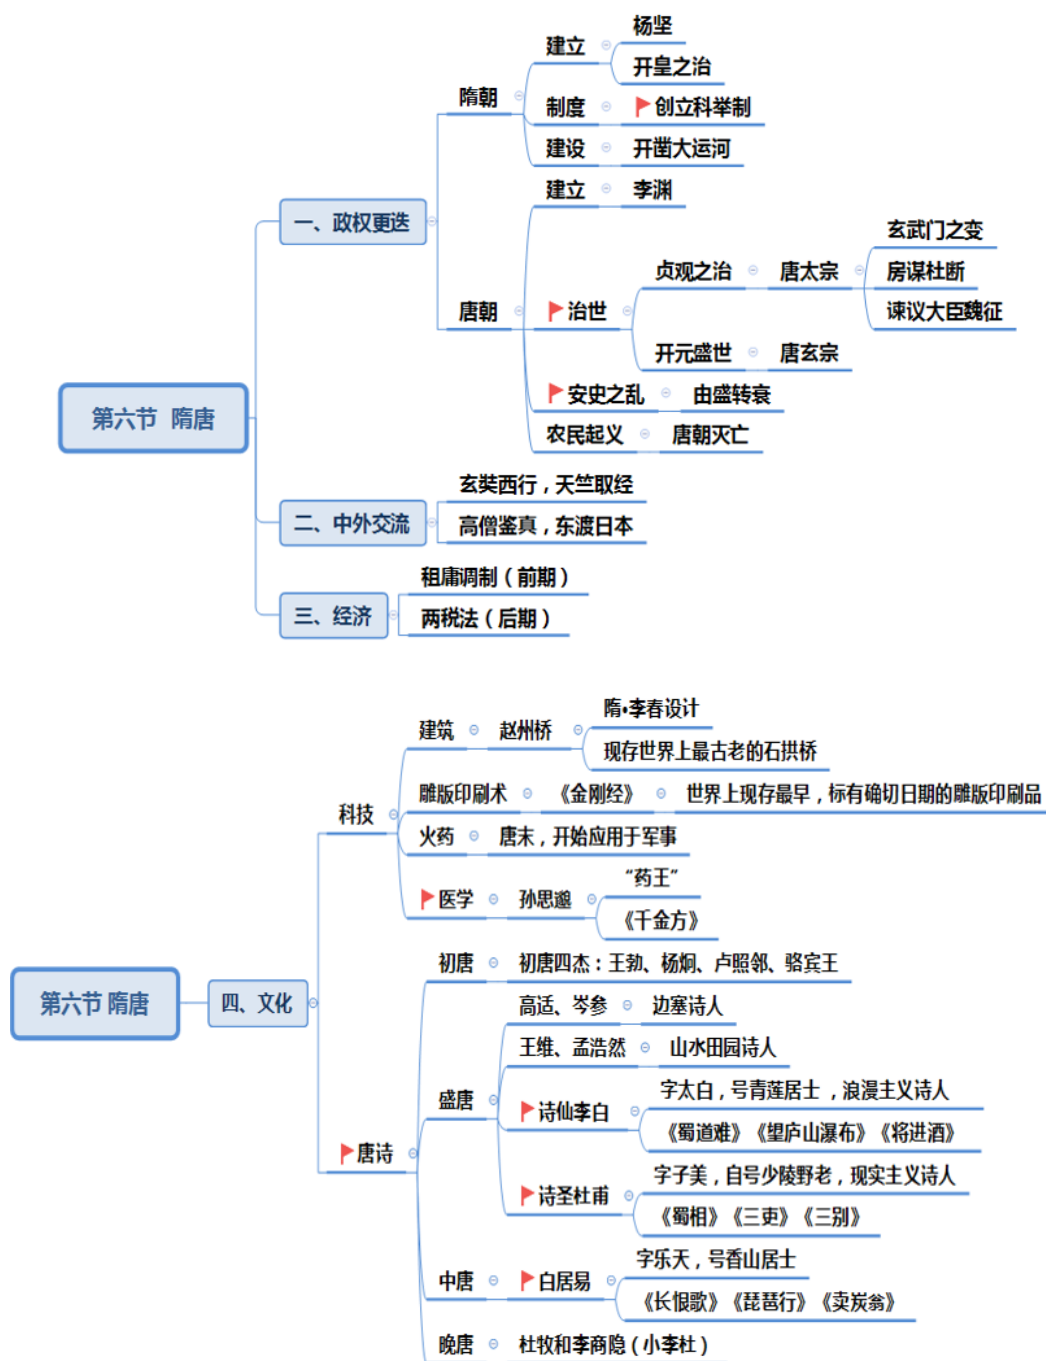 杨坚
建立
开皇之治
隋朝
制度
创立科举制
建设
开凿大运河
一、政权更迭
建立
李渊
玄武门之变
贞观之治
唐太宗
房谋杜断
唐朝
治世
谏议大臣魏征
开元盛世
唐玄宗
安史之乱
由盛转衰
第六节 隋唐
农民起义
唐朝灭亡
玄奘西行，天竺取经
二、中外交流
高僧鉴真，东渡日本
租庸调制（前期）
三、经济
两税法（后期）
隋•李春设计
建筑
赵州桥
现存世界上最古老的石拱桥
雕版印刷术
《金刚经》
世界上现存最早，标有确切日期的雕版印刷品
科技
火药
唐末，开始应用于军事
“药王”
医学
孙思邈
《千金方》
初唐
初唐四杰：王勃、杨炯、卢照邻、骆宾王
第六节 隋唐
四、文化
高适、岑参
边塞诗人
王维、孟浩然
山水田园诗人
盛唐
字太白，号青莲居士 ，浪漫主义诗人
诗仙李白
《蜀道难》《望庐山瀑布》《将进酒》
唐诗
字子美，自号少陵野老，现实主义诗人
诗圣杜甫
《蜀相》《三吏》《三别》
字乐天，号香山居士
中唐
白居易
《长恨歌》《琵琶行》《卖炭翁》
晚唐
杜牧和李商隐（小李杜）